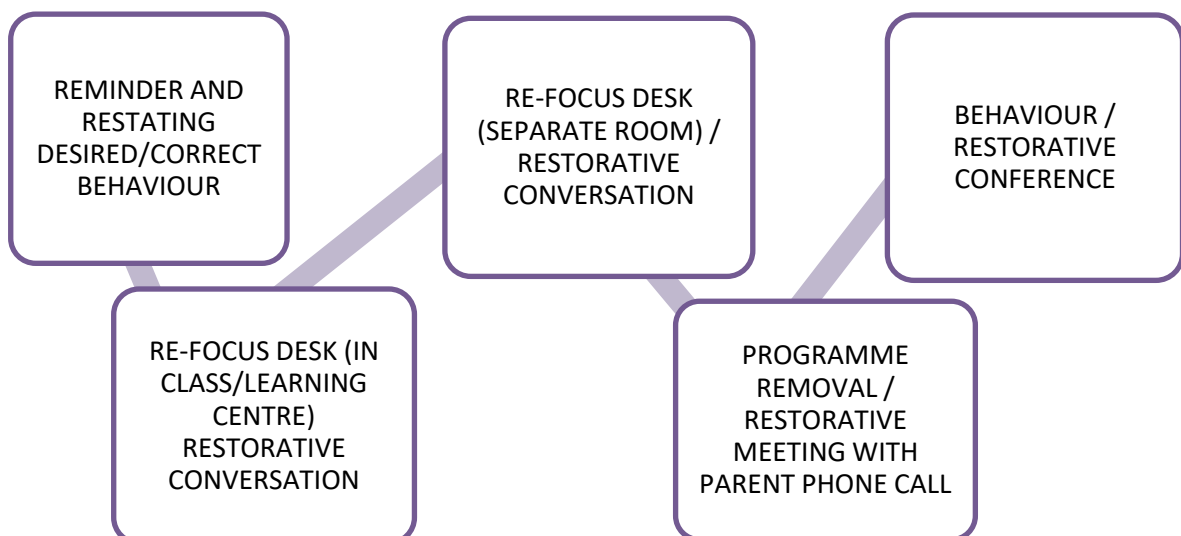 REMINDER AND
RESTATING
DESIRED/CORRECT
BEHAVIOUR
RE-FOCUS DESK (IN
CLASS/LEARNING
CENTRE)
RESTORATIVE
CONVERSATION
RE-FOCUS DESK
(SEPARATE ROOM) /
RESTORATIVE
CONVERSATION
PROGRAMME
REMOVAL /
RESTORATIVE
MEETING WITH
PARENT PHONE CALL
BEHAVIOUR /
RESTORATIVE
CONFERENCE